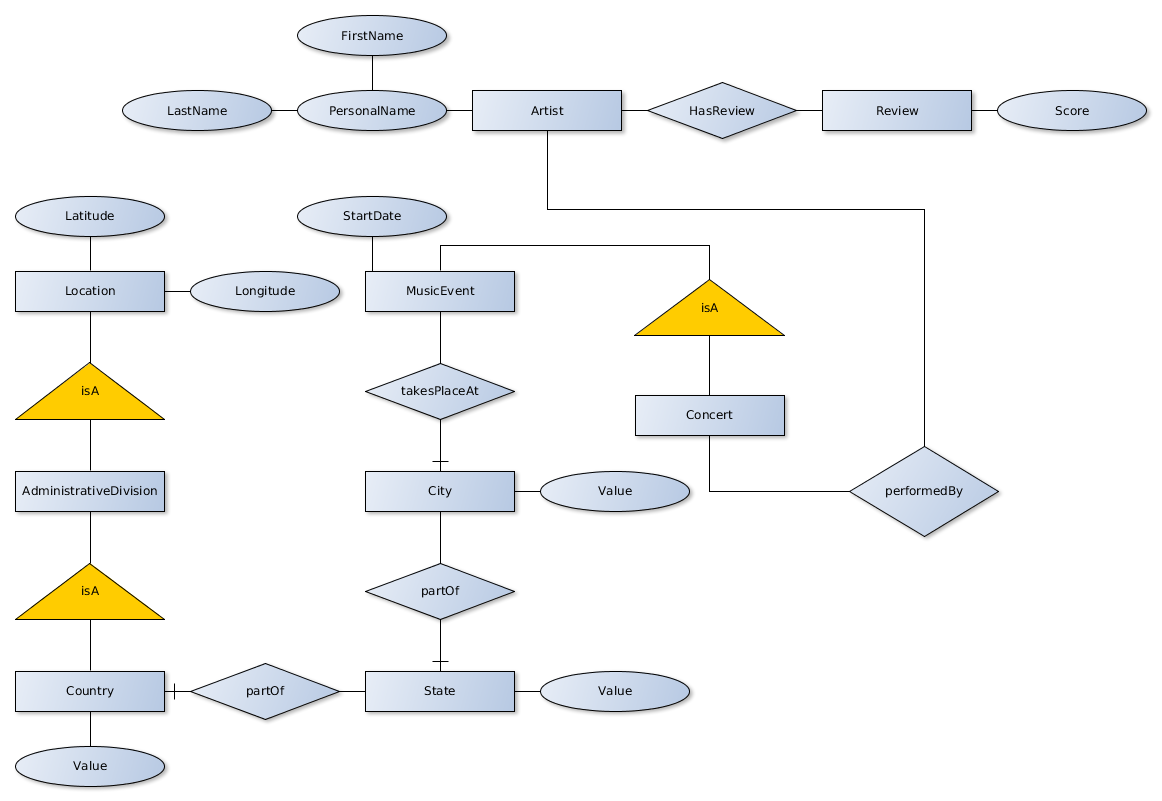 FirstName
LastName
PersonalName
Artist
HasReview
Review
Score
Latitude
StartDate
Location
Longitude
MusicEvent
isA
isA
takesPlaceAt
Concert
AdministrativeDivision
City
Value
performedBy
isA
partOf
Country
partOf
State
Value
Value